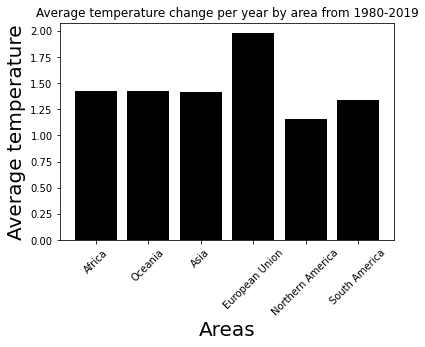 Average temperature change per year by area from 1980-2019
Average temperature
2.00
1.75
1.50
1.25
1.00
0.75
0.50
0.25
0.00
Africa
Oceania
Asia
European Union
Northern America
South America
Areas